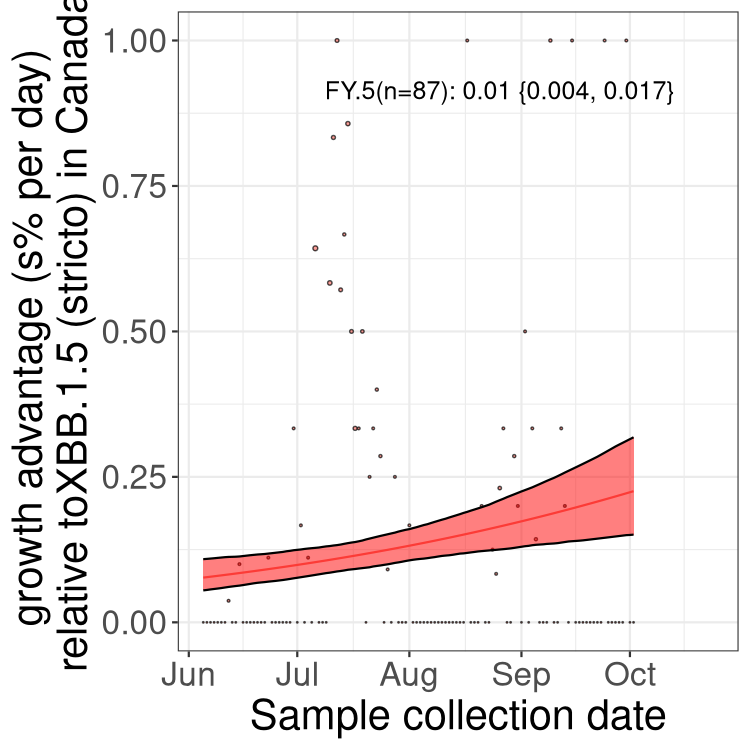 growth advantage (s% per day)
relative toXBB.1.5 (stricto) in Canada
1.00
0.75
0.50
0.25
0.00
FY.5(n=87): 0.01 {0.004, 0.017}
Jun Jul Aug Sep Oct
Sample collection date